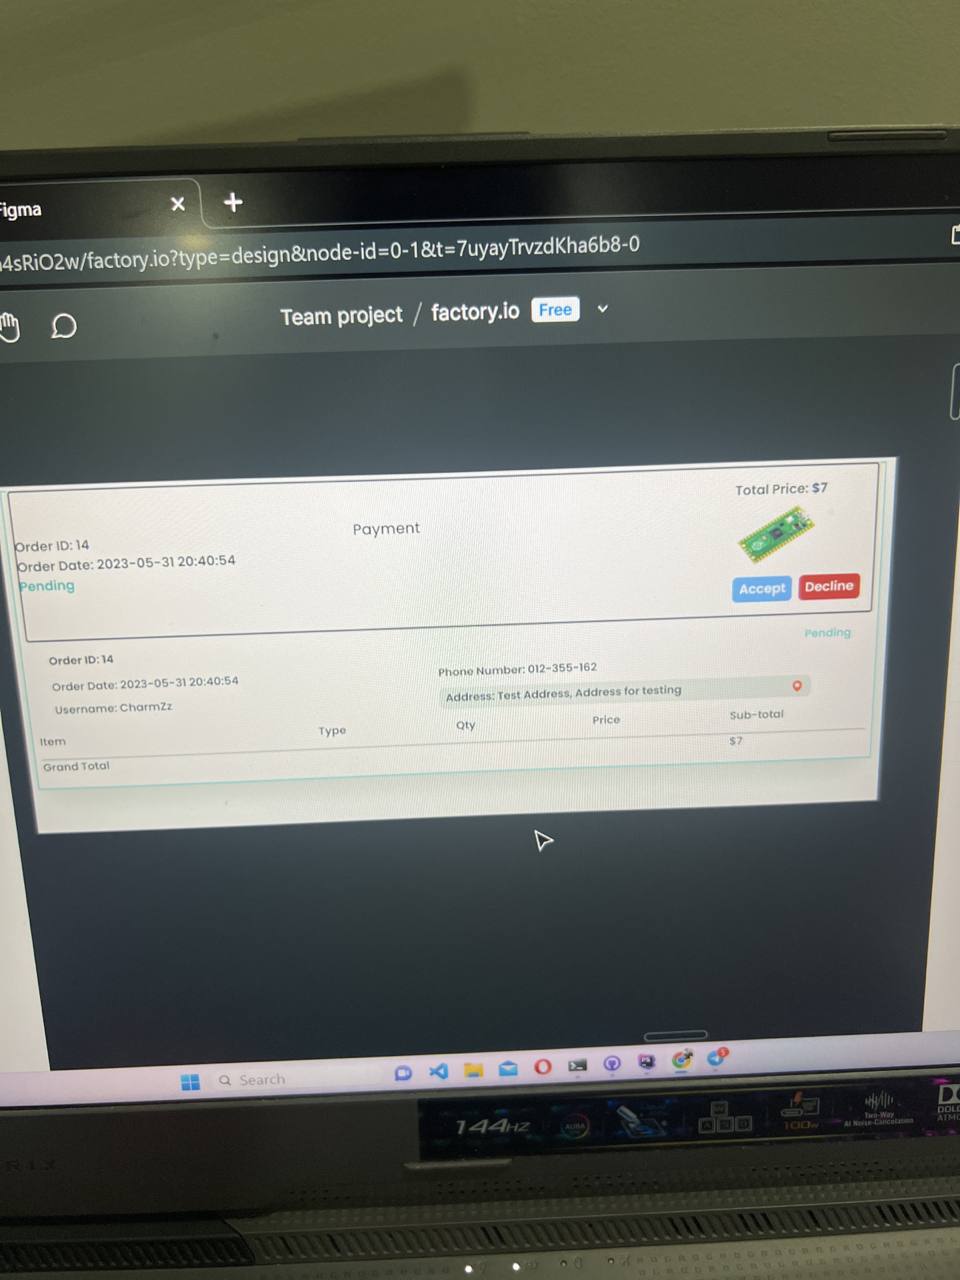 Figma
4sRiO2w/factory.io?type=design&node-id=0-1&t=7uyayTrvzdKha6b8-0
Team project / factory.io Free
Total Price: $7
Payment
Order ID: 14
Order Date: 2023-05-31 20:40:54
Pending
Accept Decline
Pending
Order ID: 14
Order Date: 2023-05-31 20:40:54
Username: CharmZz
Phone Number: 012-355-162
Address: Test Address, Address for testing
Item Type Qty Price Sub-total
Grand Total $7
Search
5
144HZ
AURA
100W
Two-Way
AI Noise-Cancelation